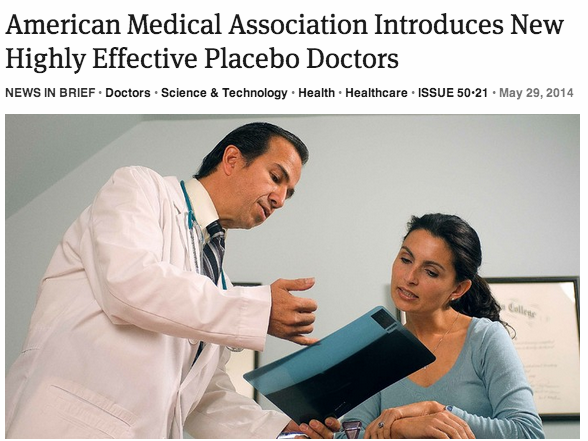 American Medical Association Introduces New
Highly Effective Placebo Doctors
NEWS IN BRIEF • Doctors • Science & Technology • Health • Healthcare • ISSUE 50•21 • May 29, 2014
College